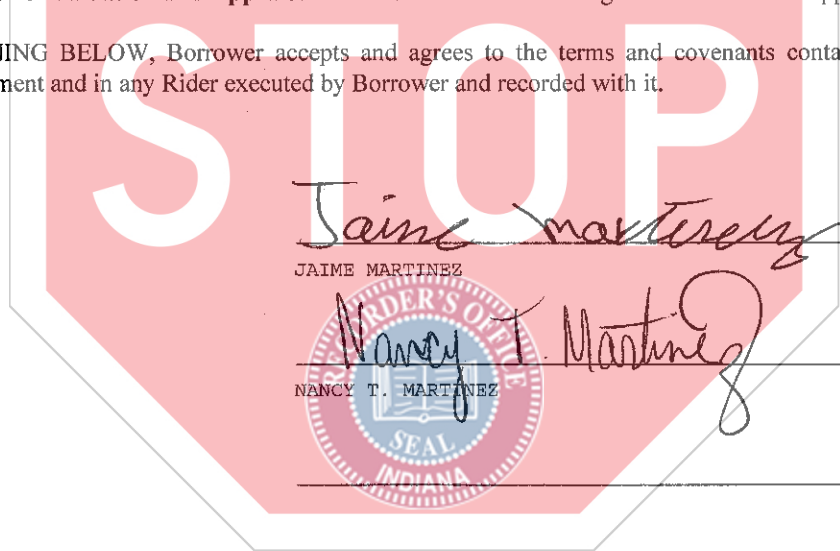 NING BELOW, Borrower accepts and agrees to the terms and covenants conta
ment and in any Rider executed by Borrower and recorded with it.
STOP
Jaime Martinez
JAIME MARTINEZ
Nancy T. Martinez
NANCY T. MARTINEZ
RECORDER'S OFFICE
SEAL
INDIANA